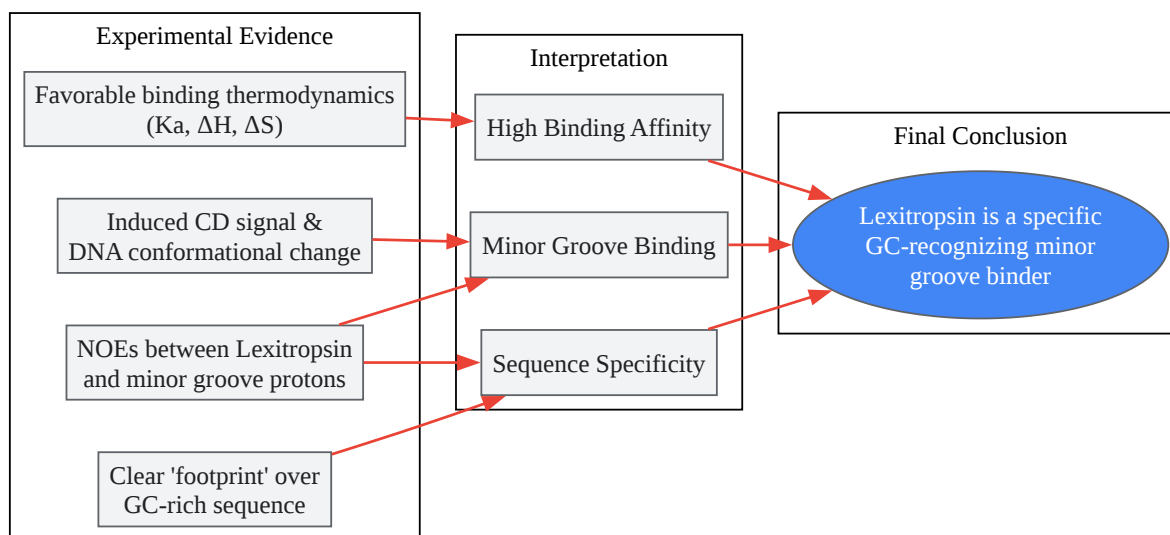 Experimental Evidence
Favorable binding thermodynamics
(Ka, ΔH, ΔS)
Induced CD signal &
DNA conformational change
NOEs between Lexitropsin
and minor groove protons
Clear 'footprint' over
GC-rich sequence
Interpretation
High Binding Affinity
Minor Groove Binding
Sequence Specificity
Final Conclusion
Lexitropsin is a specific
GC-recognizing minor
groove binder